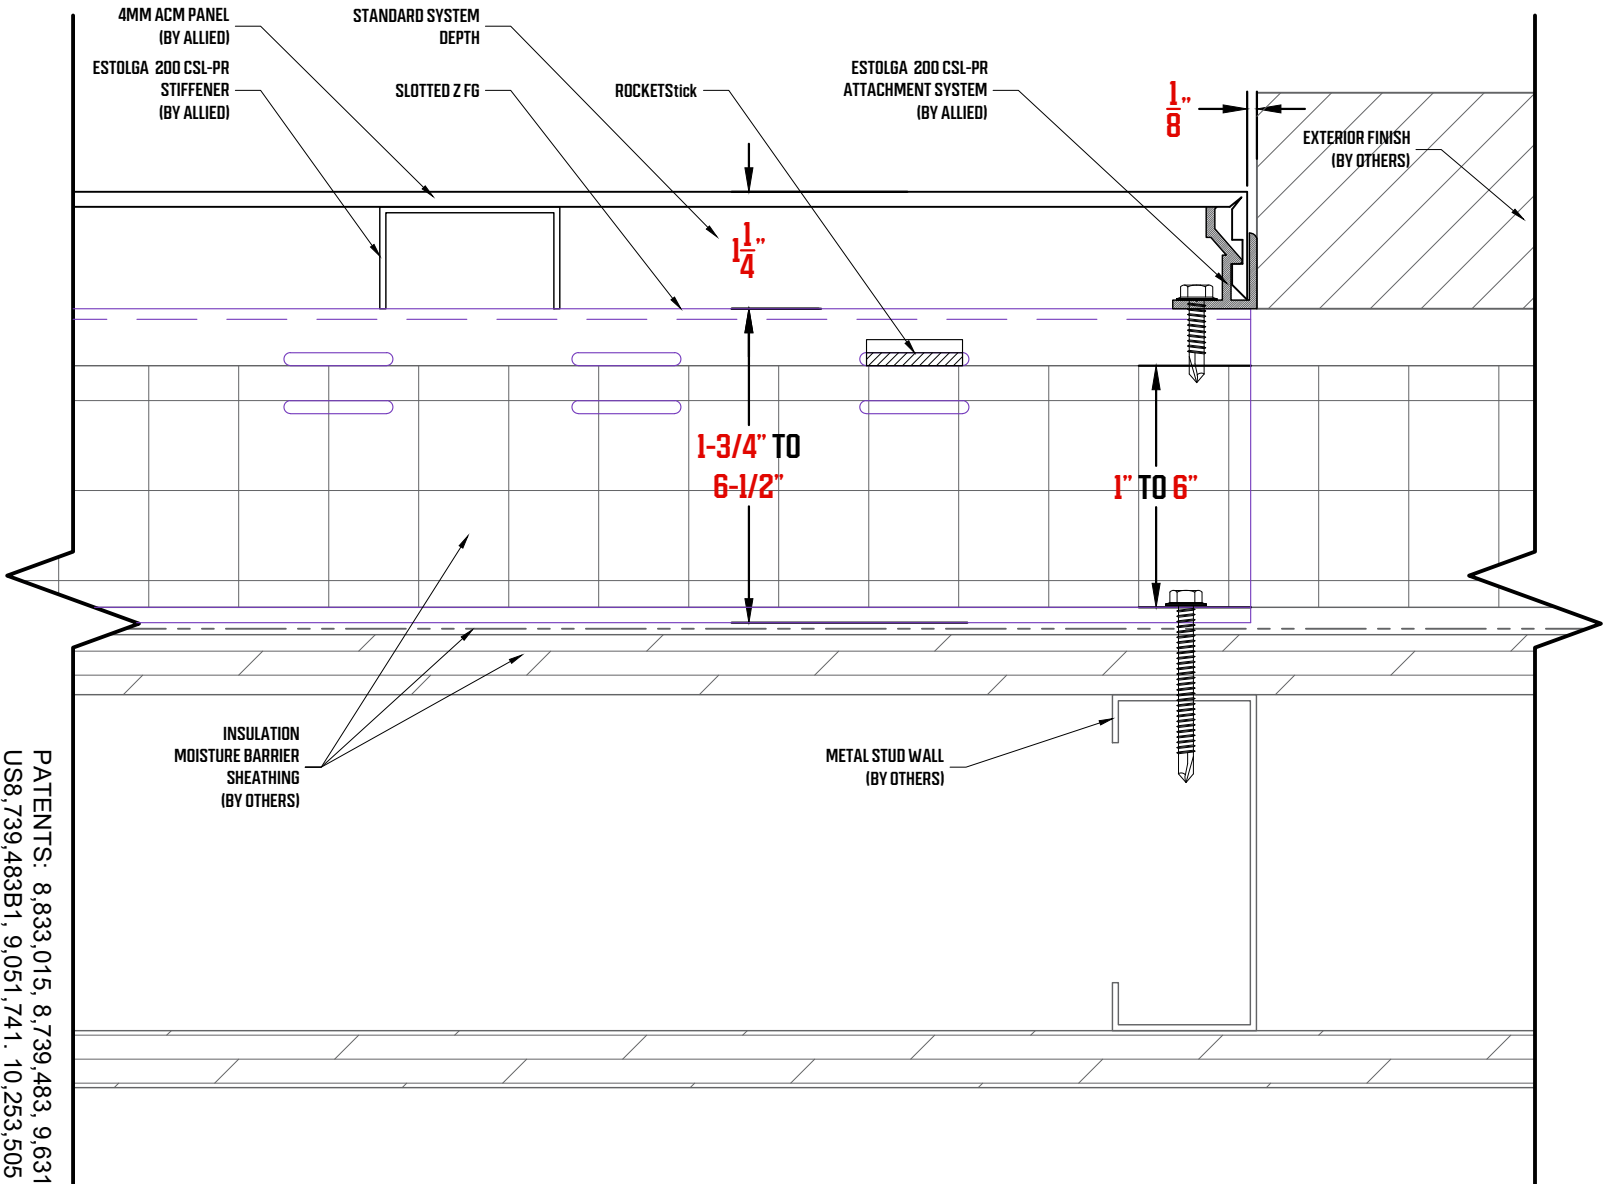 4MM ACM PANEL
(BY ALLIED)
STANDARD SYSTEM
DEPTH
ESTOLGA 200 CSL-PR
STIFFENER
(BY ALLIED)
SLOTTED Z FG
ROCKETStick
ESTOLGA 200 CSL-PR
ATTACHMENT SYSTEM
(BY ALLIED)
1/8"
EXTERIOR FINISH
(BY OTHERS)
1 1/4"
1-3/4" TO
6-1/2"
1" TO 6"
INSULATION
MOISTURE BARRIER
SHEATHING
(BY OTHERS)
METAL STUD WALL
(BY OTHERS)
PATENTS: 8,833,015, 8,739,483, 9,631
US8,739,483B1, 9,051,741. 10,253,505